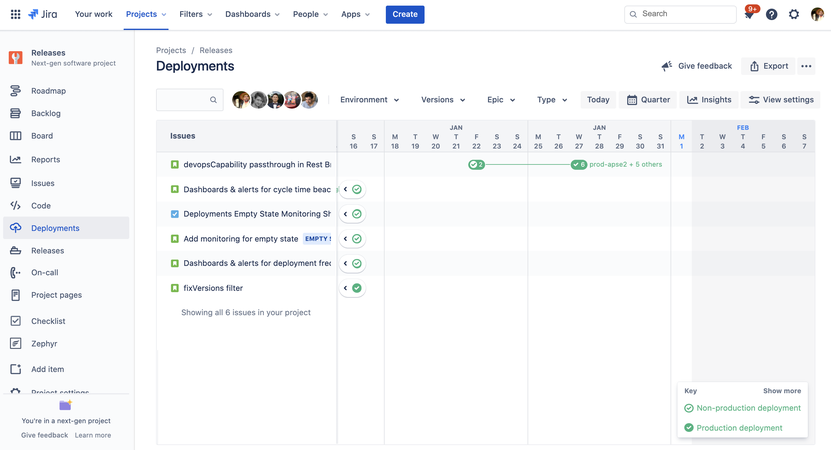 Jira
Your work
Projects
Filters
Dashboards
People
Apps
Create
Search
9+
Releases
Next-gen software project
Roadmap
Backlog
Board
Reports
Issues
Code
Deployments
Releases
On-call
Project pages
Checklist
Zephyr
Add item
Project settings
You're in a next-gen project
Give feedback Learn more
Projects / Releases
Deployments
Give feedback
Export
Environment
Versions
Epic
Type
Today
Quarter
Insights
View settings
Issues
JAN JAN FEB
S S M T W T F S S M T W T F S S M T W T F S S
16 17 18 19 20 21 22 23 24 25 26 27 28 29 30 31 1 2 3 4 5 6 7
devopsCapability passthrough in Rest
2
6
prod-apse2 + 5 others
Dashboards & alerts for cycle time
Deployments Empty State Monitoring
Add monitoring for empty state EMPTY
Dashboards & alerts for deployment
fixVersions filter
Showing all 6 issues in your project
Key Show more
Non-production deployment
Production deployment